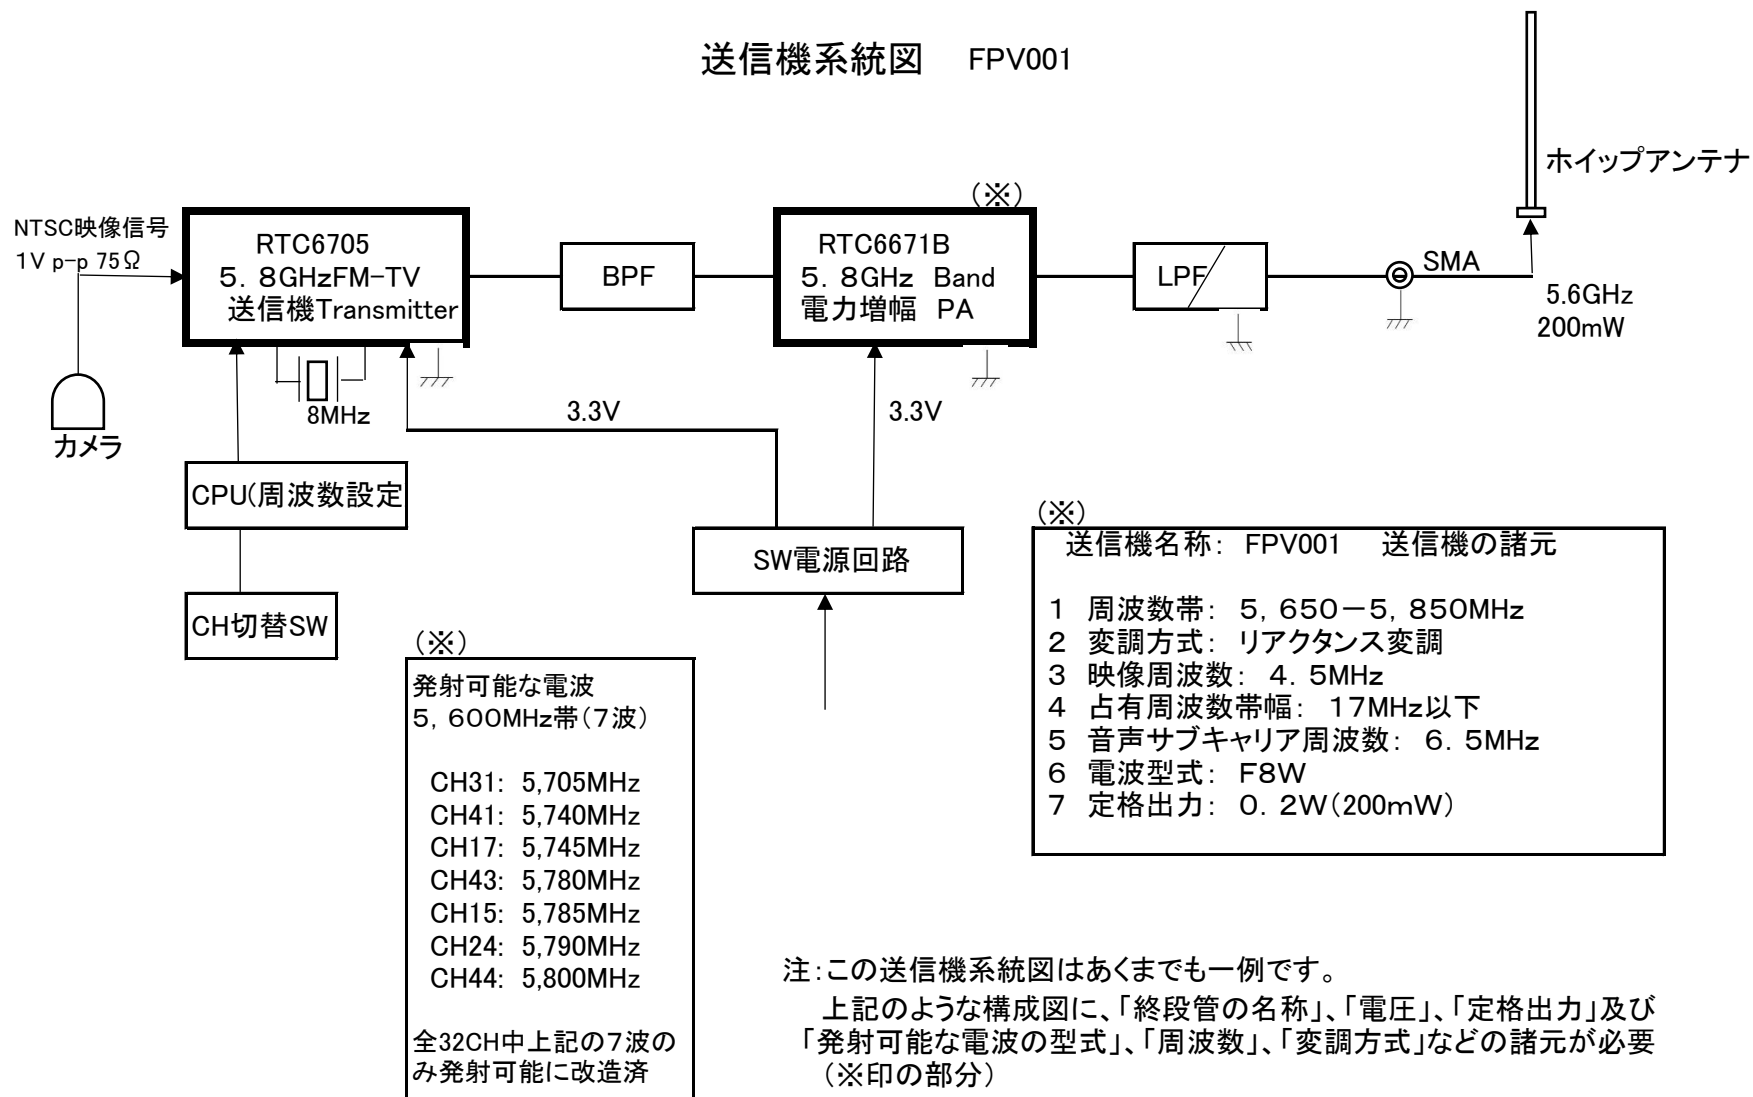 送信機系統図 FPV001
ホイップアンテナ
(※)
NTSC映像信号
1V p-p 75Ω
RTC6705
5．8GHzFM-TV
送信機Transmitter
BPF
RTC6671B
5．8GHz Band
電力増幅 PA
LPF
SMA
5.6GHz
200mW
8MHz
3.3V
3.3V
カメラ
CPU(周波数設定
SW電源回路
CH切替SW
(※)
送信機名称： FPV001 送信機の諸元
1 周波数帯： 5，650－5，850MHz
2 変調方式： リアクタンス変調
3 映像周波数： 4．5MHz
4 占有周波数帯幅： 17MHz以下
5 音声サブキャリア周波数： 6．5MHz
6 電波型式： F8W
7 定格出力： 0．2W(200mW)
(※)
発射可能な電波
5，600MHz帯(7波)
CH31: 5,705MHz
CH41: 5,740MHz
CH17: 5,745MHz
CH43: 5,780MHz
CH15: 5,785MHz
CH24: 5,790MHz
CH44: 5,800MHz
全32CH中上記の7波の
み発射可能に改造済
注：この送信機系統図はあくまでも一例です。
上記のような構成図に、「終段管の名称」、「電圧」、「定格出力」及び
「発射可能な電波の型式」、「周波数」、「変調方式」などの諸元が必要
(※印の部分)